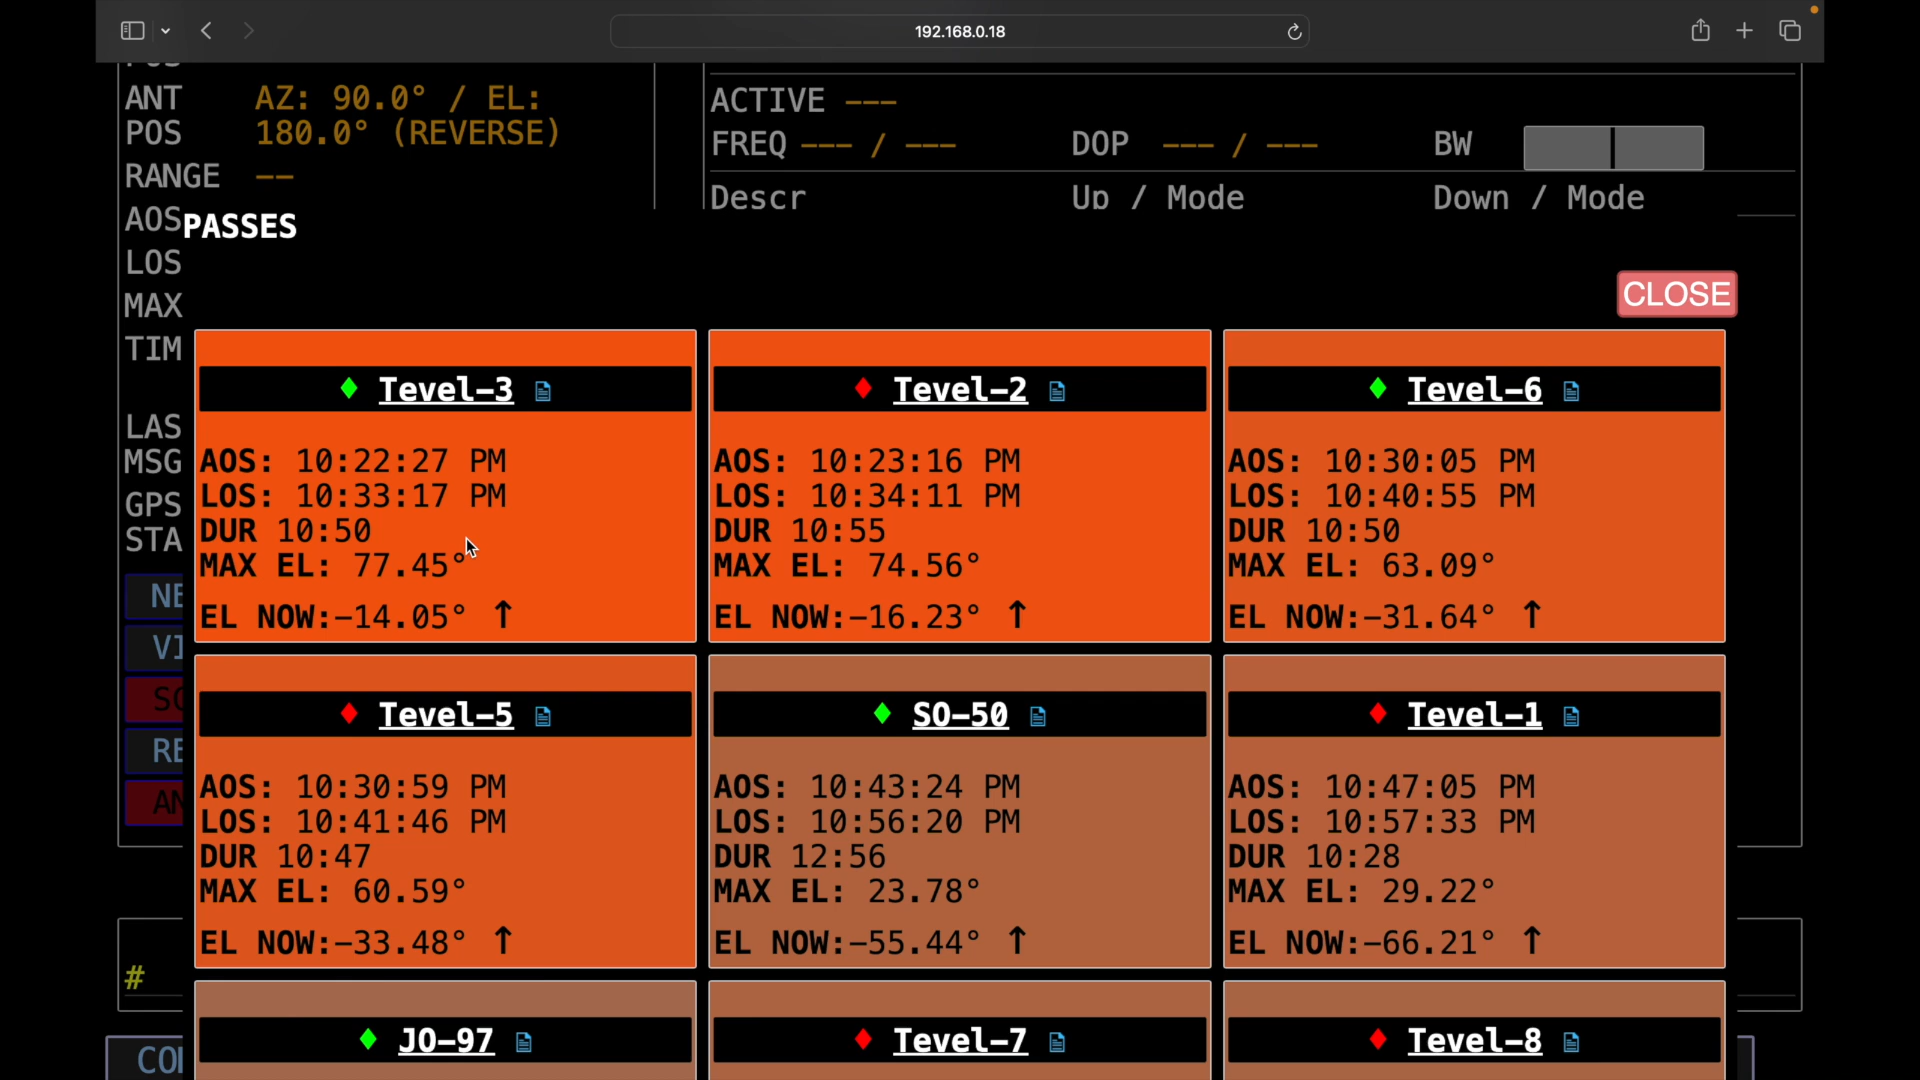 192.168.0.18
ANT POS AZ: 90.0° / EL: 180.0° (REVERSE)
RANGE --
AOS
LOS
MAX
TIM
LAS
MSG
GPS
STA
NE
VI
SC
RE
AN
#
ACTIVE ---
FREQ --- / --- DOP --- / --- BW
Descr Up / Mode Down / Mode
PASSES
CLOSE
Tevel-3
AOS: 10:22:27 PM
LOS: 10:33:17 PM
DUR 10:50
MAX EL: 77.45°
EL NOW:-14.05° ↑
Tevel-2
AOS: 10:23:16 PM
LOS: 10:34:11 PM
DUR 10:55
MAX EL: 74.56°
EL NOW:-16.23° ↑
Tevel-6
AOS: 10:30:05 PM
LOS: 10:40:55 PM
DUR 10:50
MAX EL: 63.09°
EL NOW:-31.64° ↑
Tevel-5
AOS: 10:30:59 PM
LOS: 10:41:46 PM
DUR 10:47
MAX EL: 60.59°
EL NOW:-33.48° ↑
SO-50
AOS: 10:43:24 PM
LOS: 10:56:20 PM
DUR 12:56
MAX EL: 23.78°
EL NOW:-55.44° ↑
Tevel-1
AOS: 10:47:05 PM
LOS: 10:57:33 PM
DUR 10:28
MAX EL: 29.22°
EL NOW:-66.21° ↑
JO-97
Tevel-7
Tevel-8